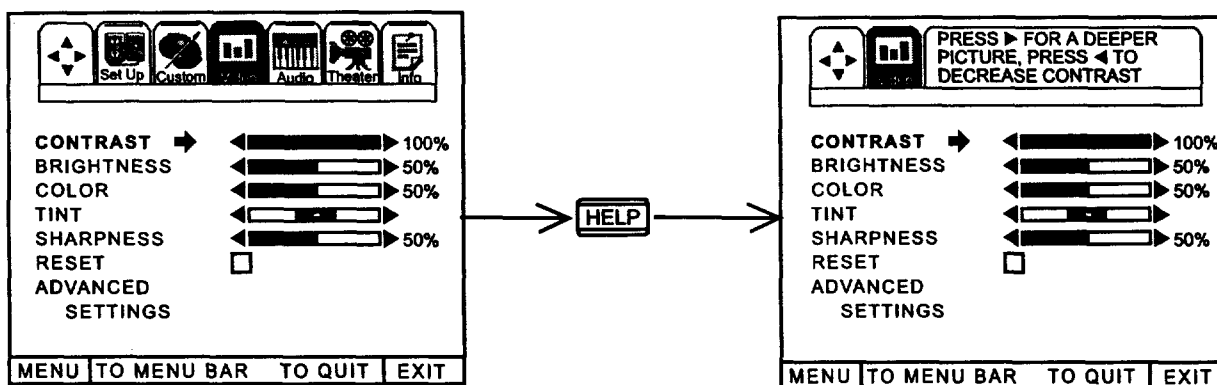 Set Up Custom Audio Theater Info
CONTRAST 100%
BRIGHTNESS 50%
COLOR 50%
TINT
SHARPNESS 50%
RESET
ADVANCED
SETTINGS
MENU TO MENU BAR TO QUIT EXIT
HELP
PRESS ▶ FOR A DEEPER
PICTURE, PRESS ◀ TO
DECREASE CONTRAST
CONTRAST 100%
BRIGHTNESS 50%
COLOR 50%
TINT
SHARPNESS 50%
RESET
ADVANCED
SETTINGS
MENU TO MENU BAR TO QUIT EXIT